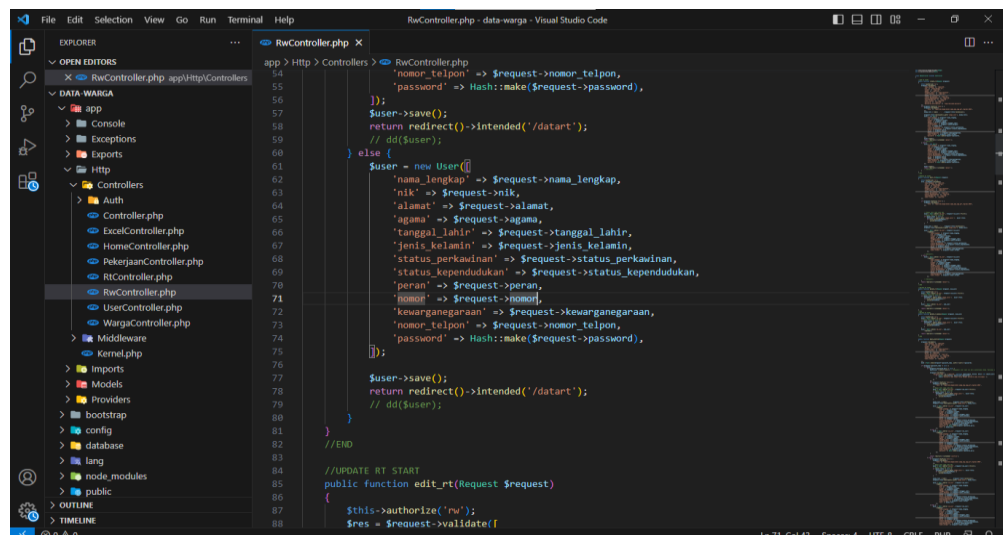 File Edit Selection View Go Run Terminal Help RwController.php - data-warga - Visual Studio Code
EXPLORER
OPEN EDITORS
RwController.php app\Http\Controllers
DATA-WARGA
app
Console
Exceptions
Exports
Http
Controllers
Auth
Controller.php
ExcelController.php
HomeController.php
PekerjaanController.php
RtController.php
RwController.php
UserController.php
WargaController.php
Middleware
Kernel.php
Imports
Models
Providers
bootstrap
config
database
lang
node_modules
public
OUTLINE
TIMELINE
RwController.php
app > Http > Controllers > RwController.php
54 'nomor_telpon' => $request->nomor_telpon,
55 'password' => Hash::make($request->password),
56 ]);
57 $user->save();
58 return redirect()->intended('/datart');
59 // dd($user);
60 } else {
61 $user = new User([
62 'nama_lengkap' => $request->nama_lengkap,
63 'nik' => $request->nik,
64 'alamat' => $request->alamat,
65 'agama' => $request->agama,
66 'tanggal_lahir' => $request->tanggal_lahir,
67 'jenis_kelamin' => $request->jenis_kelamin,
68 'status_perkawinan' => $request->status_perkawinan,
69 'status_kependudukan' => $request->status_kependudukan,
70 'peran' => $request->peran,
71 'nomor' => $request->nomor,
72 'kewarganegaraan' => $request->kewarganegaraan,
73 'nomor_telpon' => $request->nomor_telpon,
74 'password' => Hash::make($request->password),
75 ]);
76
77 $user->save();
78 return redirect()->intended('/datart');
79 // dd($user);
80 }
81 }
82 //END
83
84 //UPDATE RT START
85 public function edit_rt(Request $request)
86 {
87 $this->authorize('rw');
88 $res = $request->validate([